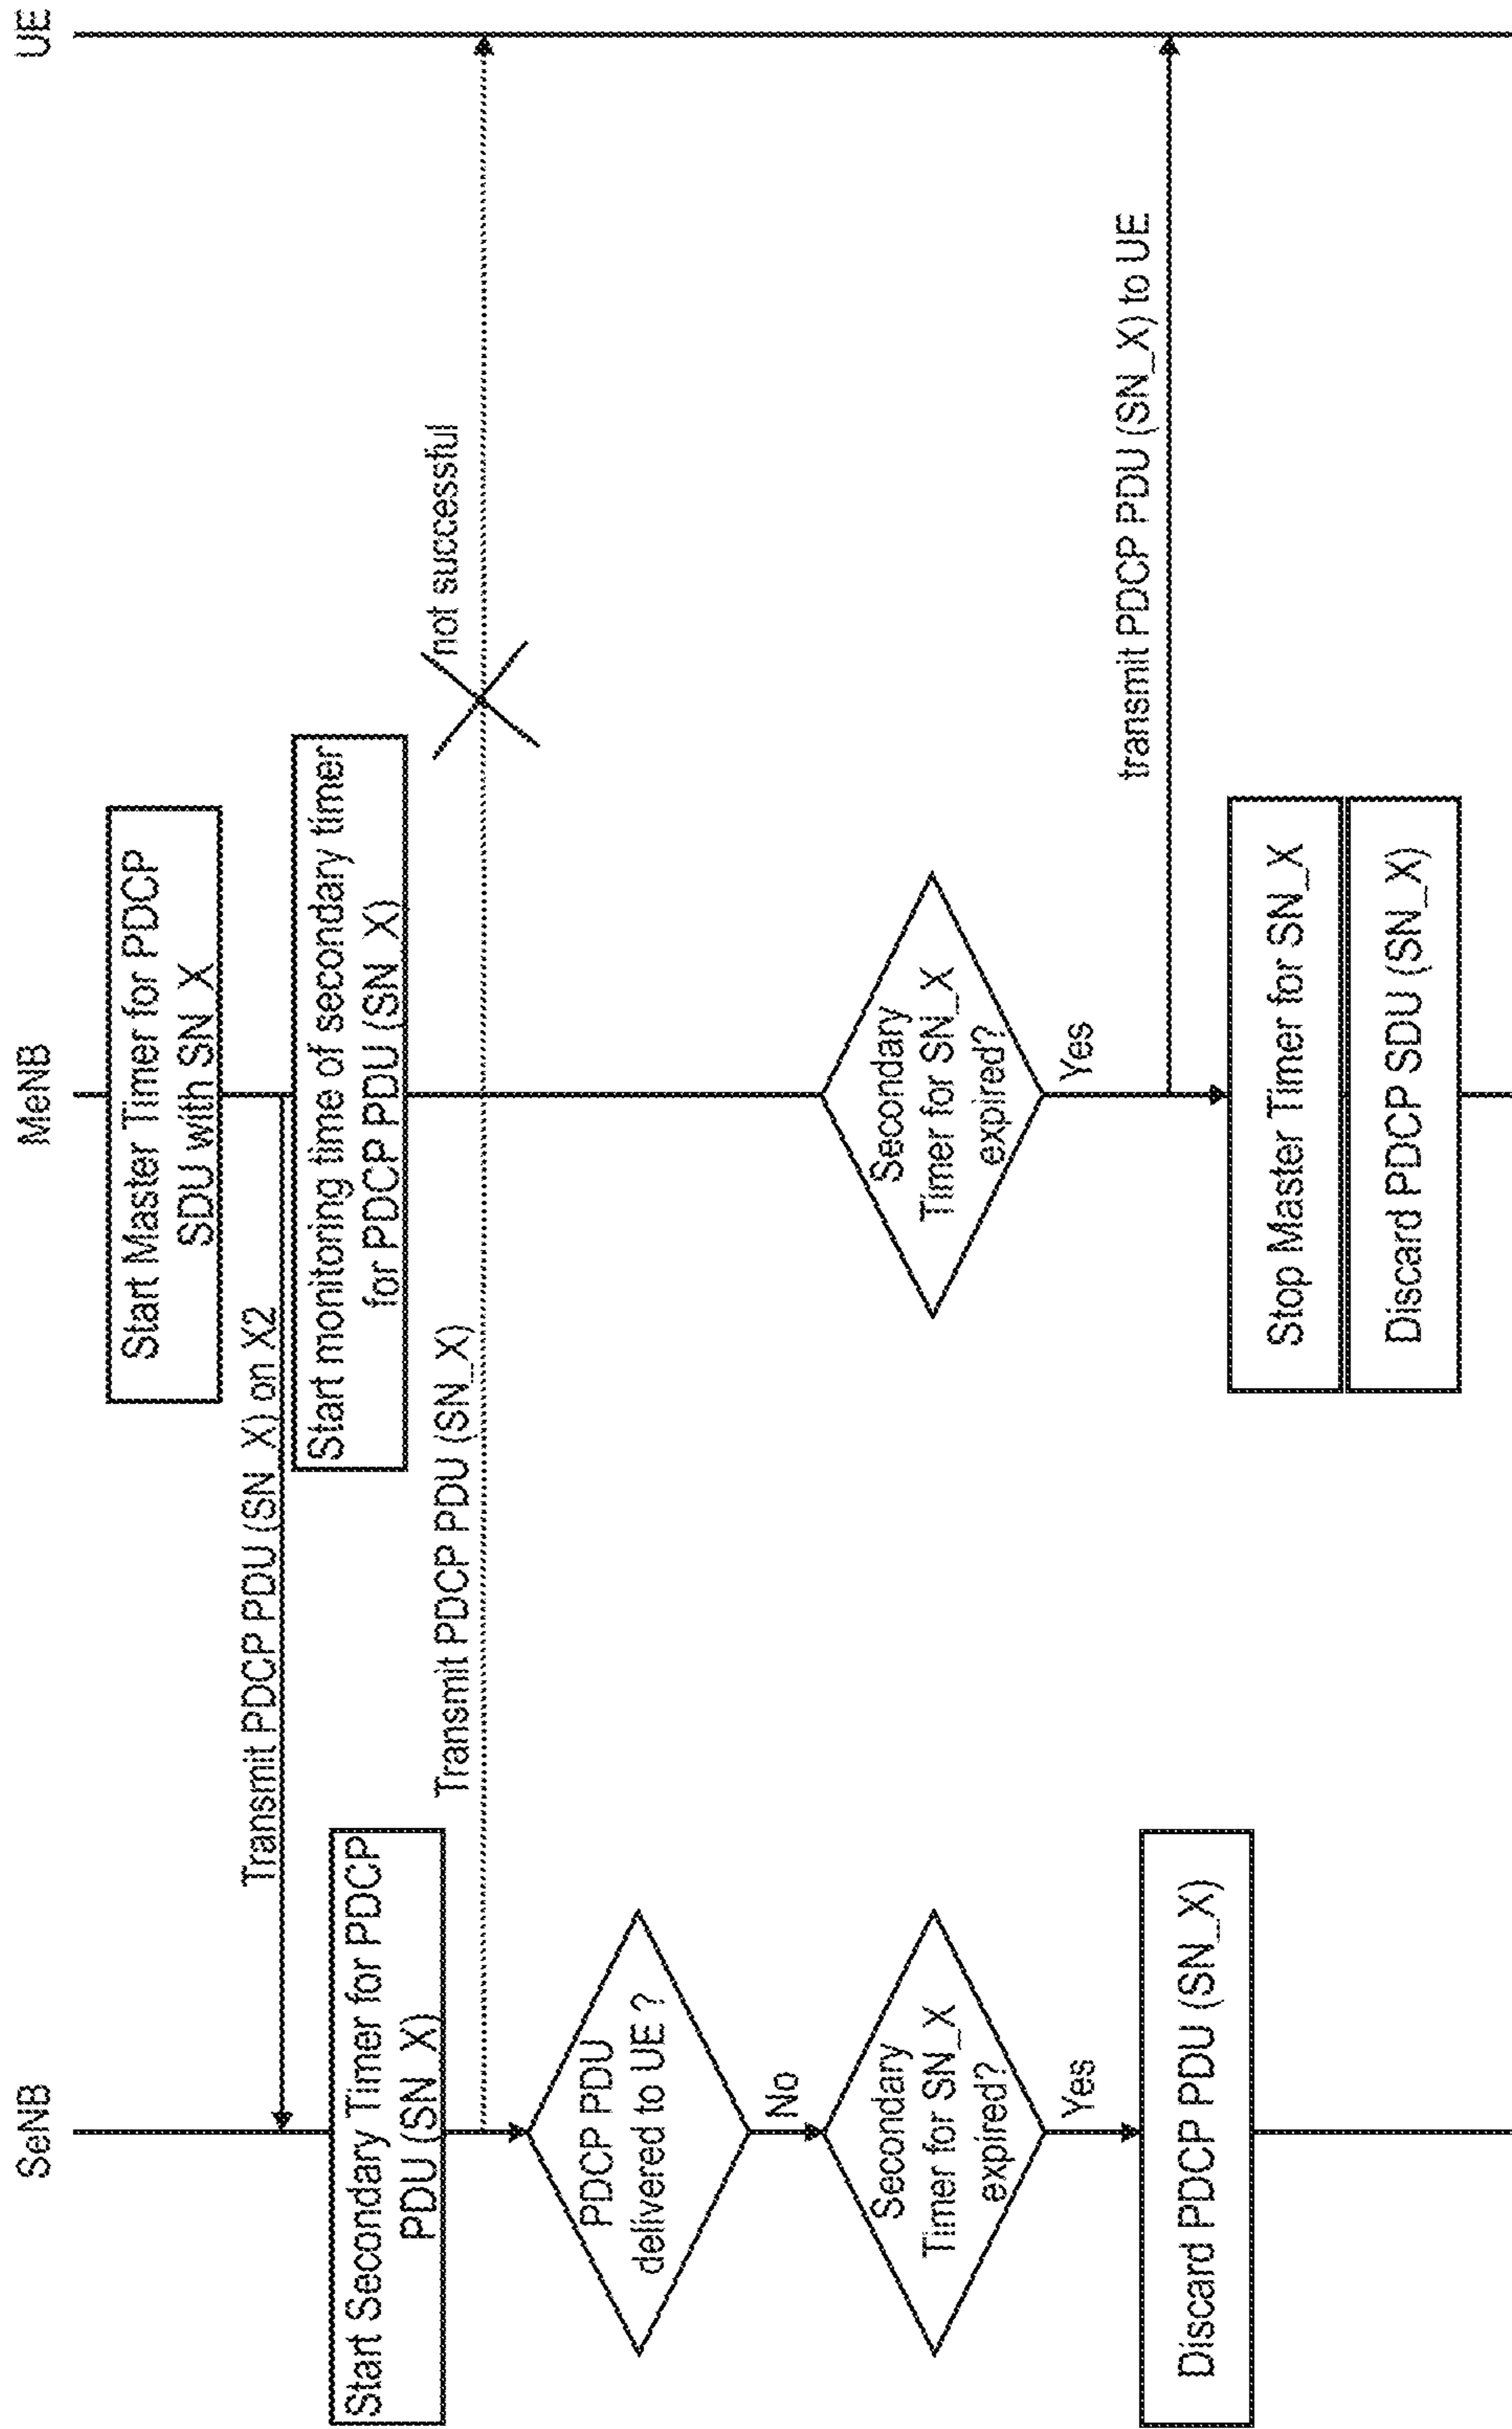 SeNB
MeNB
UE
Start Master Timer for PDCP
SDU with SN_X
Transmit PDCP PDU (SN_X) on X2
Start monitoring time of secondary timer
for PDCP PDU (SN_X)
Start Secondary Timer for PDCP
PDU (SN_X)
Transmit PDCP PDU (SN_X)
not successful
PDCP PDU
delivered to UE ?
No
Secondary
Timer for SN_X
expired?
Yes
Secondary
Timer for SN_X
expired?
Yes
transmit PDCP PDU (SN_X) to UE
Discard PDCP PDU (SN_X)
Stop Master Timer for SN_X
Discard PDCP SDU (SN_X)